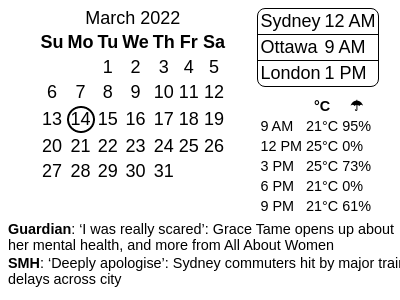 March 2022
Su Mo Tu We Th Fr Sa
1 2 3 4 5
6 7 8 9 10 11 12
13 14 15 16 17 18 19
20 21 22 23 24 25 26
27 28 29 30 31
Sydney 12 AM
Ottawa 9 AM
London 1 PM
°C ☂
9 AM 21°C 95%
12 PM 25°C 0%
3 PM 25°C 73%
6 PM 21°C 0%
9 PM 21°C 61%
Guardian: ‘I was really scared’: Grace Tame opens up about
her mental health, and more from All About Women
SMH: ‘Deeply apologise’: Sydney commuters hit by major
delays across city